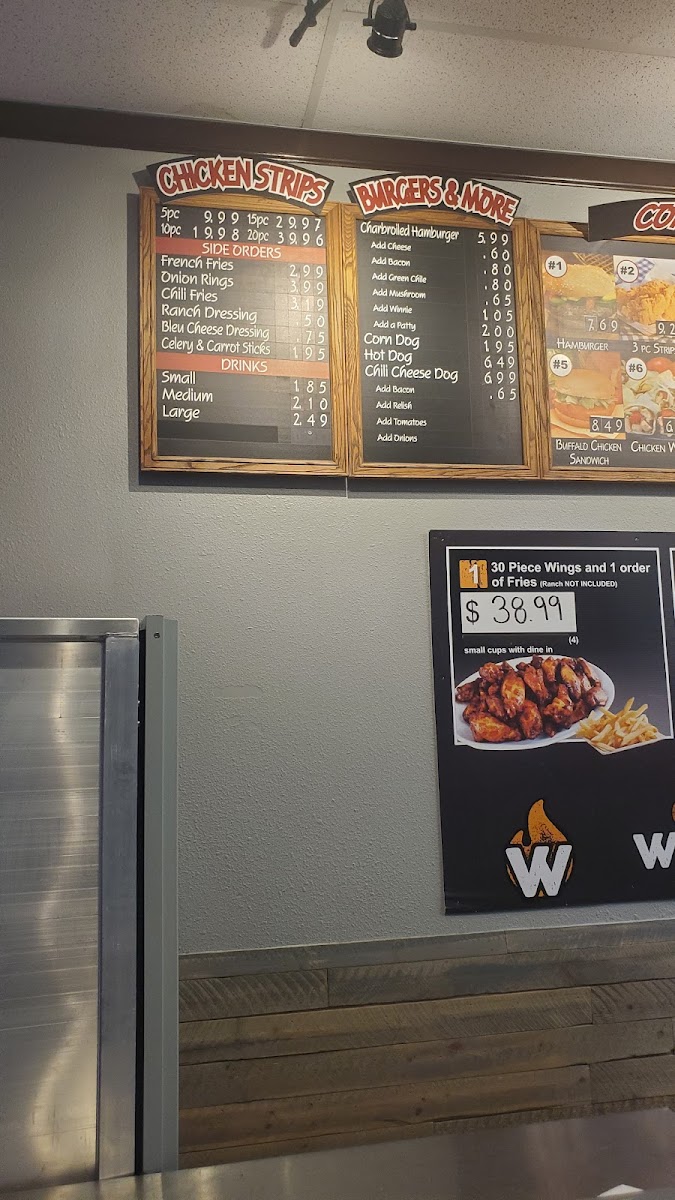 CHICKEN STRIPS
5pc 9.99 15pc 29.97
10pc 19.98 20pc 39.96
SIDE ORDERS
French Fries 2.99
Onion Rings 3.99
Chili Fries 3.19
Ranch Dressing .50
Bleu Cheese Dressing .75
Celery & Carrot Sticks 1.95
DRINKS
Small 1.85
Medium 2.10
Large 2.49
BURGERS & MORE
Charbrolled Hamburger 5.99
Add Cheese .60
Add Bacon .80
Add Green Chile .80
Add Mushroom .65
Add Winnie 1.05
Add a Patty 2.00
Corn Dog 1.95
Hot Dog 6.49
Chili Cheese Dog 6.99
Add Bacon .65
Add Relish
Add Tomatoes
Add Onions
#1
7.69
HAMBURGER
#2
3 PC STRIP
#5
8.49
BUFFALO CHICKEN
SANDWICH
#6
CHICKEN W
1 30 Piece Wings and 1 order
of Fries (Ranch NOT INCLUDED)
$ 38.99
(4)
small cups with dine in
W
W